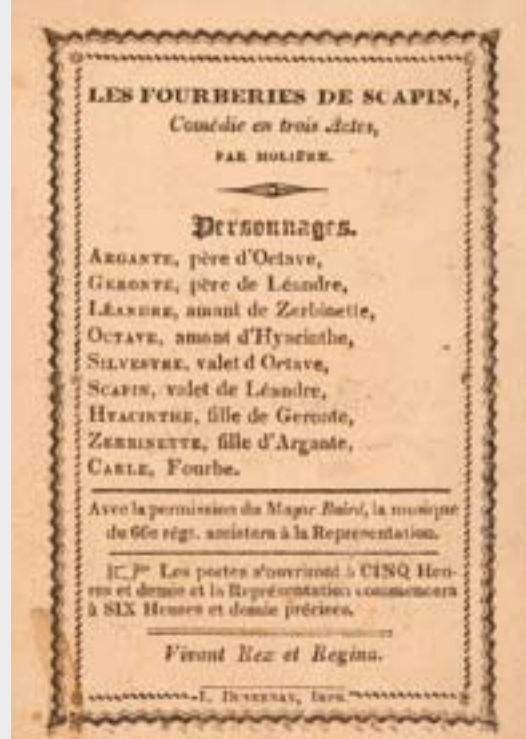 LES FOURBERIES DE SCAPIN,
Comédie en trois Actes,
PAR MOLIÈRE.
Personnages.
ARGANTE, père d'Octave,
GERONTE, père de Léandre,
LÉANDRE, amant de Zerbinette,
OCTAVE, amant d'Hyacinthe,
SILVESTRE, valet d Octave,
SCAPIN, valet de Léandre,
HYACINTHE, fille de Geronte,
ZERBINETTE, fille d'Argante,
CARLE, Fourbe.
Avec la permission du Major Baird, la musique
du 66e régt. assistera à la Representation.
Les portes s'ouvriront à CINQ Heu-
res et demie et la Représentation commencera
à SIX Heures et demie précises.
Vivant Rex et Regina.
L. DUVERNAY, IMPR.